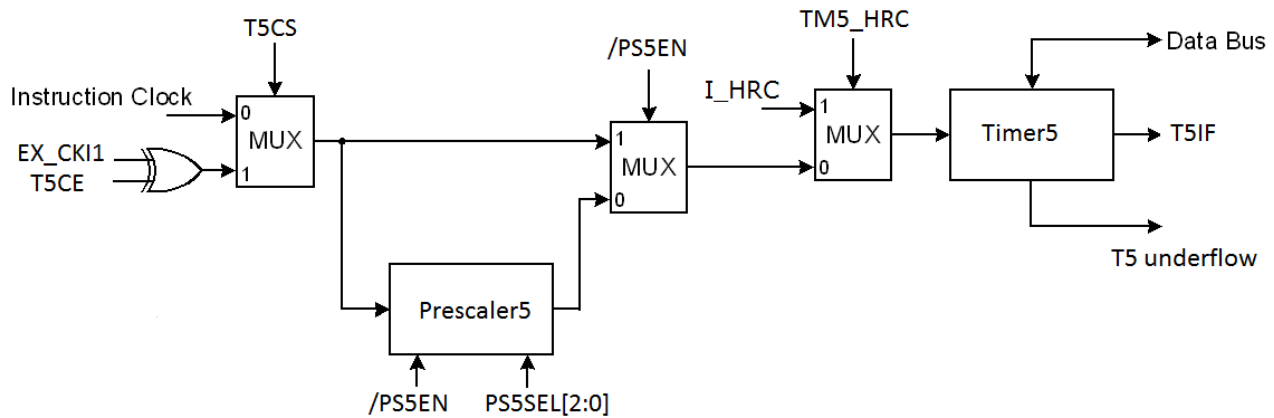 T5CS
TM5_HRC
/PS5EN
Data Bus
Instruction Clock
I_HRC
0
1
MUX
1
MUX
Timer5
T5IF
EX_CKI1
MUX
1
0
T5CE
0
T5 underflow
Prescaler5
/PS5EN
PS5SEL[2:0]